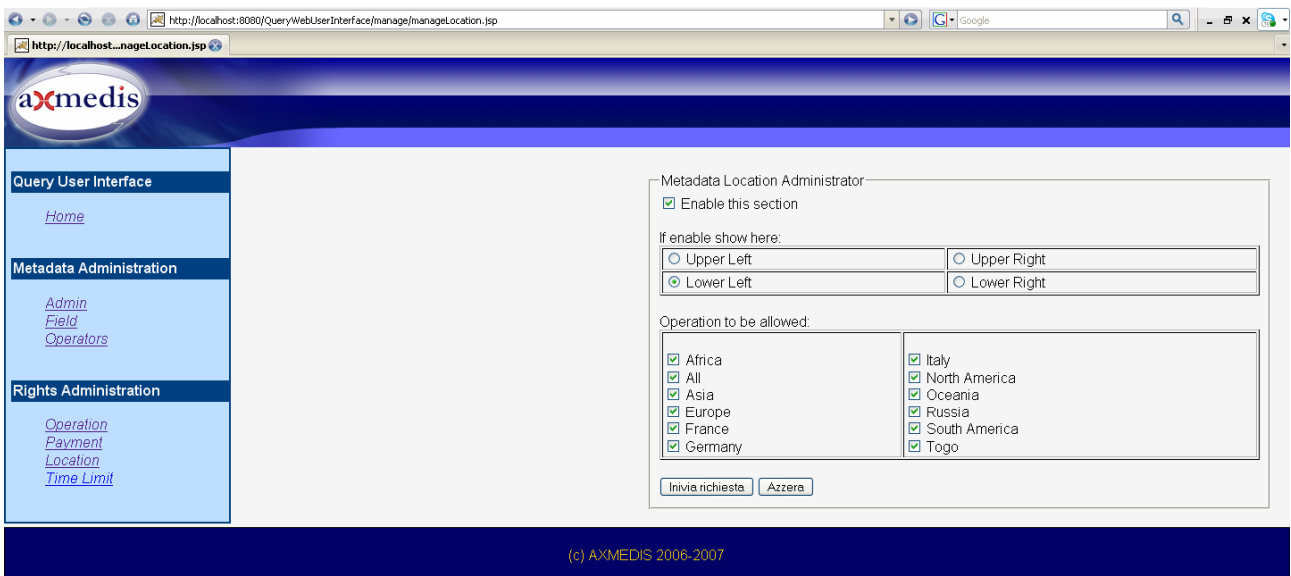 http://localhost:8080/QueryWebUserInterface/manage/manageLocation.jsp
G Google
http://localhost...nageLocation.jsp
axmedis
Query User Interface
Home
Metadata Administration
Admin
Field
Operators
Rights Administration
Operation
Payment
Location
Time Limit
Metadata Location Administrator
Enable this section
If enable show here:
Upper Left Upper Right
Lower Left Lower Right
Operation to be allowed:
Africa Italy
All North America
Asia Oceania
Europe Russia
France South America
Germany Togo
Inivia richiesta Azzera
(c) AXMEDIS 2006-2007